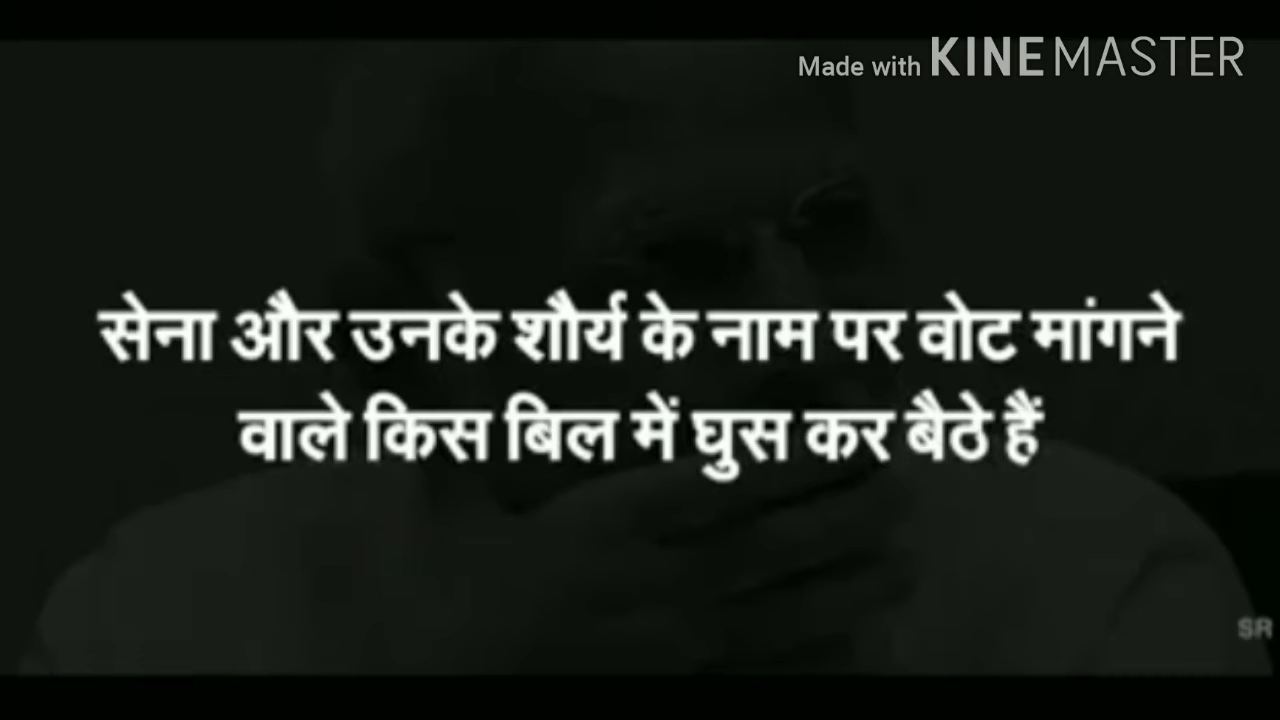 Made with KINEMASTER
सेना और उनके शौर्य के नाम पर वोट मांगने
वाले किस बिल में घुस कर बैठे हैं
SR